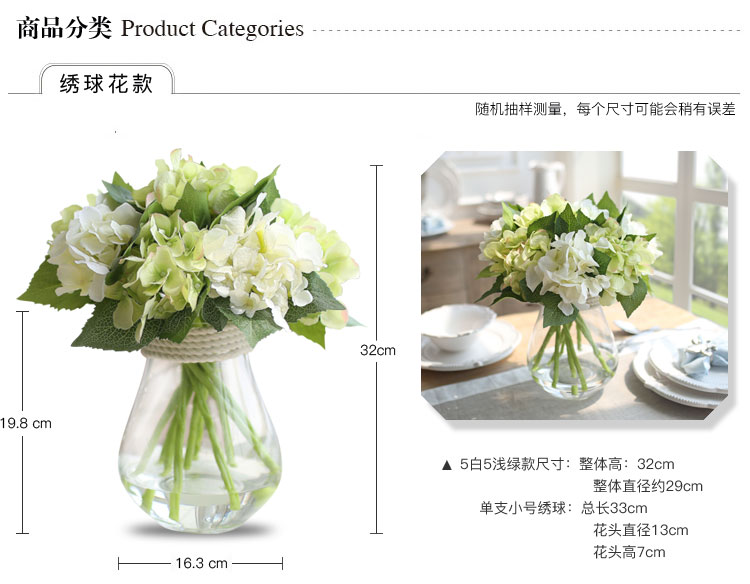 商品分类 Product Categories
绣球花款
随机抽样测量，每个尺寸可能会稍有误差
32cm
19.8 cm
16.3 cm
▲ 5白5浅绿款尺寸：整体高：32cm
整体直径约29cm
单支小号绣球：总长33cm
花头直径13cm
花头高7cm